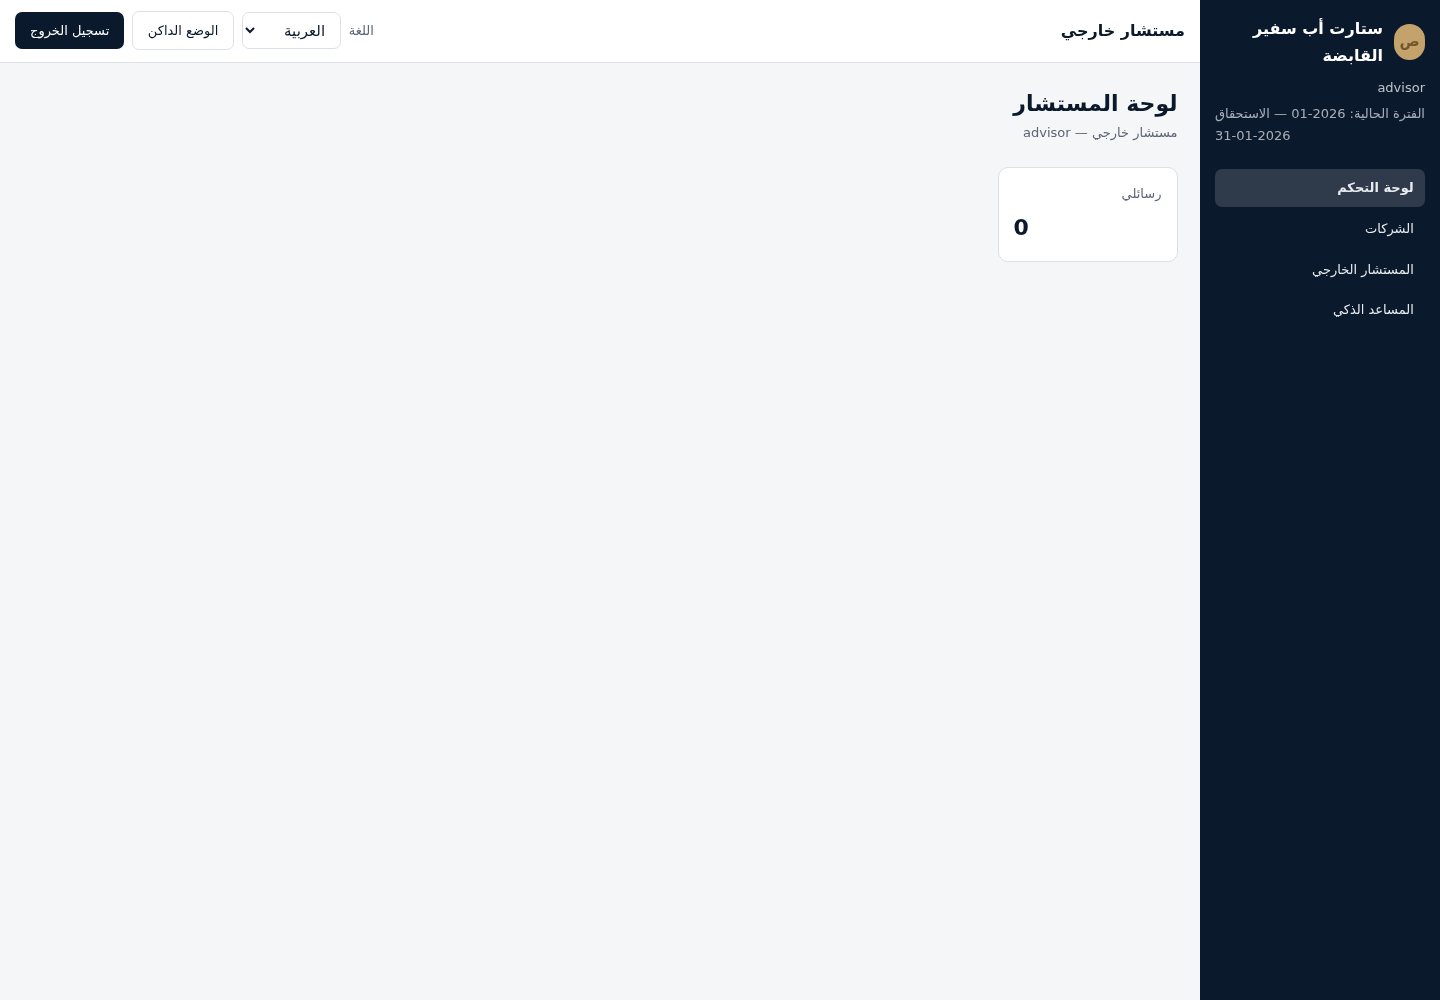 ص
ستارت أب سفير
القابضة
advisor
الفترة الحالية: 2026-01 — الاستحقاق
31-01-2026
لوحة التحكم
الشركات
المستشار الخارجي
المساعد الذكي
مستشار خارجي
اللغة
العربية
الوضع الداكن
تسجيل الخروج
لوحة المستشار
مستشار خارجي — advisor
رسائلي
0